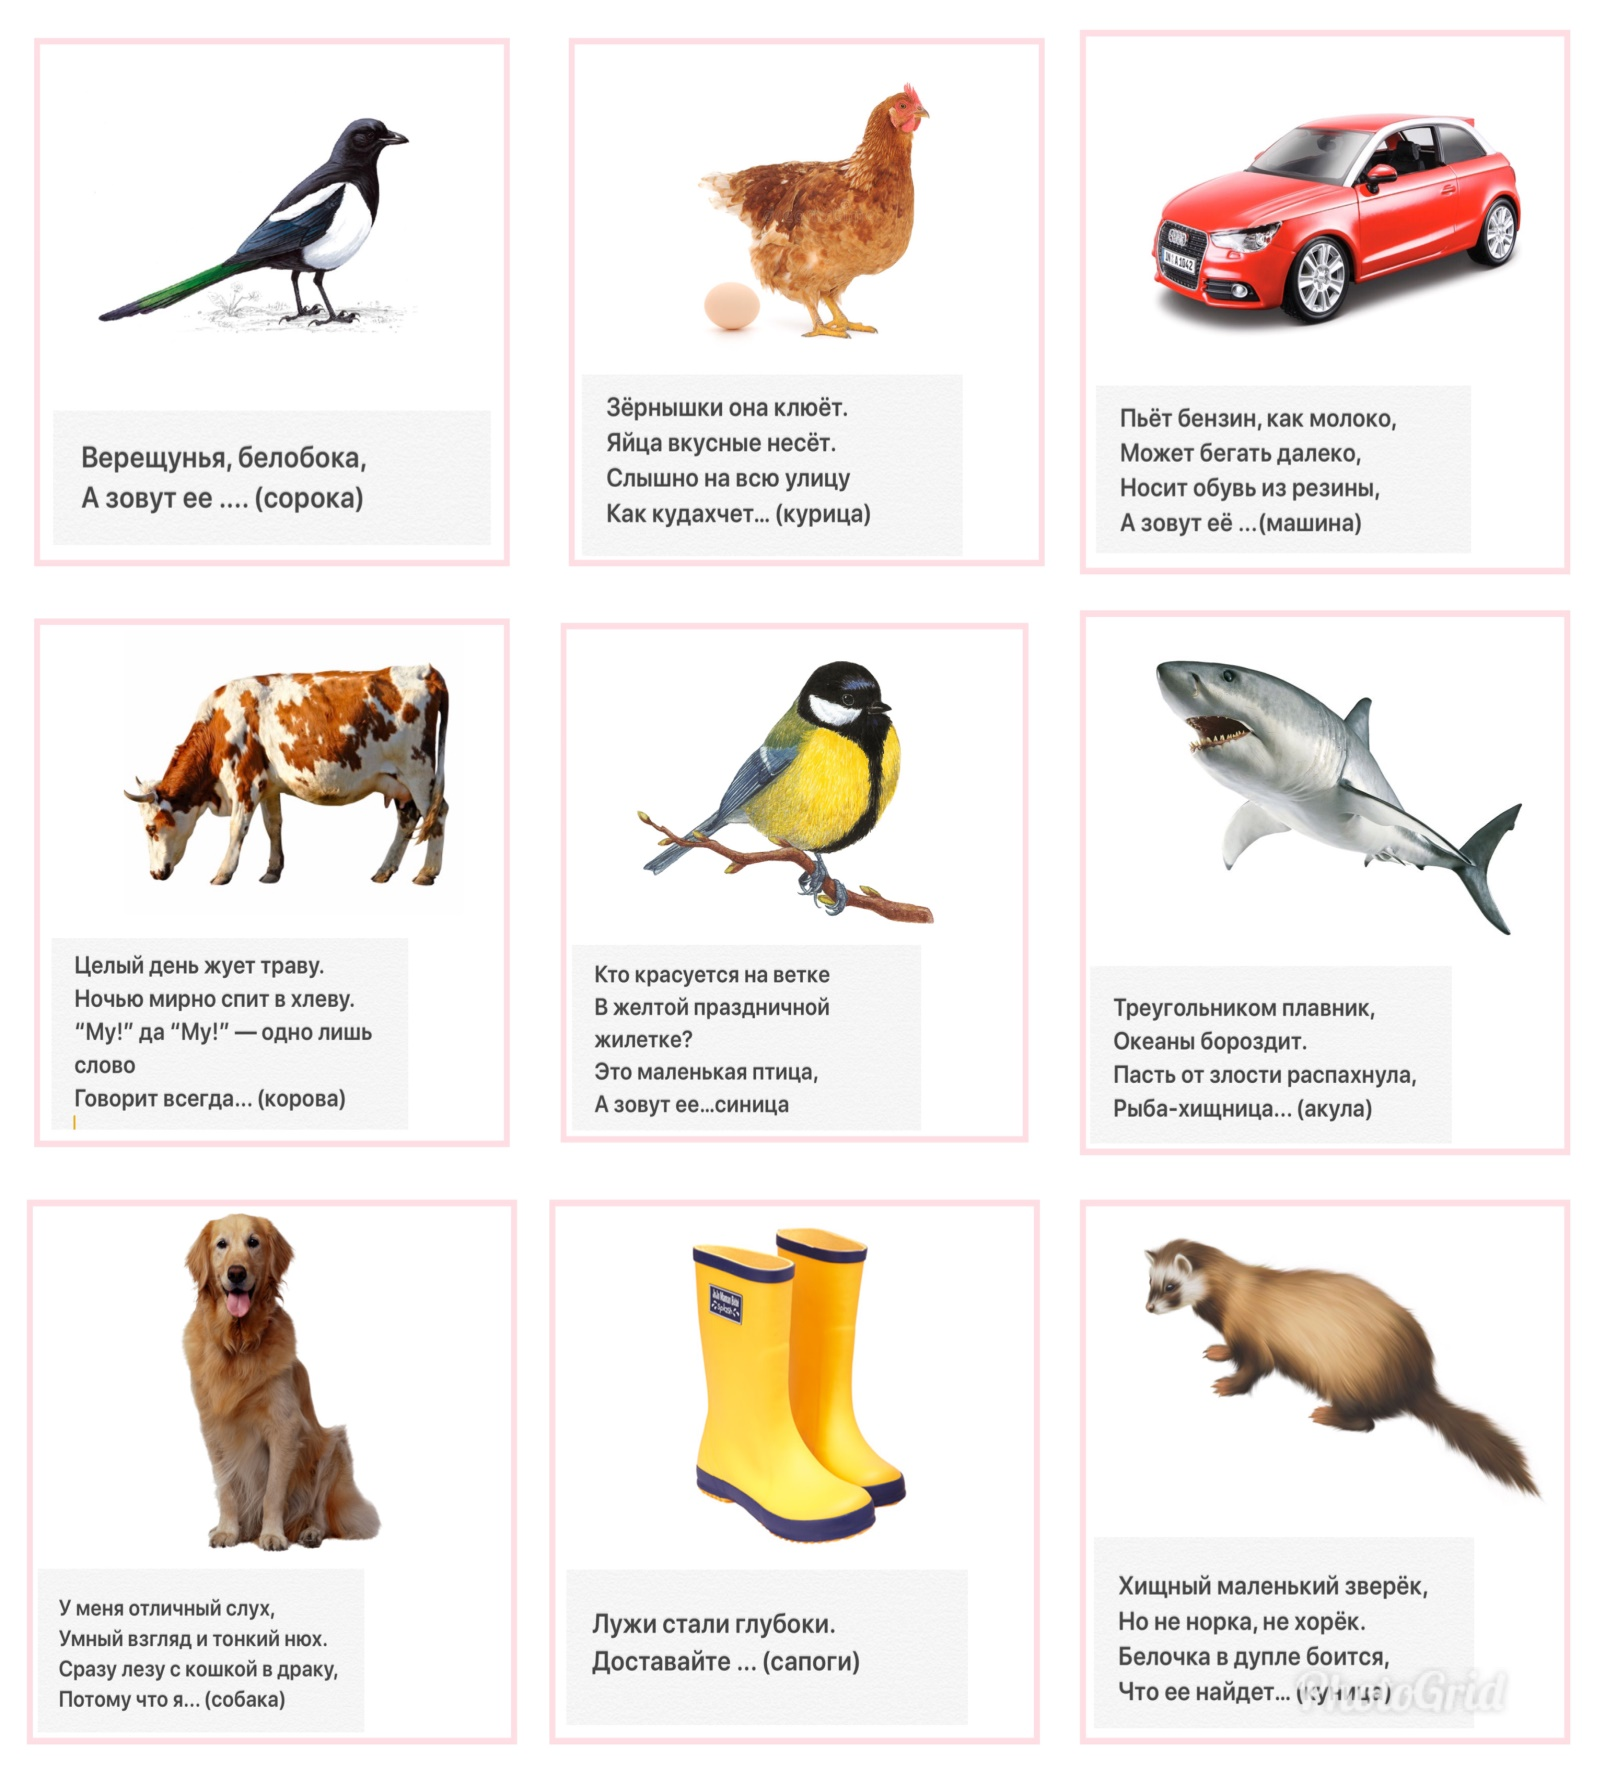 Верещунья, белобока,
А зовут ее .... (сорока)
Зёрнышки она клюёт.
Яйца вкусные несёт.
Слышно на всю улицу
Как кудахчет... (курица)
Пьёт бензин, как молоко,
Может бегать далеко,
Носит обувь из резины,
А зовут её ...(машина)
Целый день жует траву.
Ночью мирно спит в хлеву.
“Му!” да “Му!” — одно лишь
слово
Говорит всегда... (корова)
Кто красуется на ветке
В желтой праздничной
жилетке?
Это маленькая птица,
А зовут ее...синица
Треугольником плавник,
Океаны бороздит.
Пасть от злости распахнула,
Рыба-хищница... (акула)
У меня отличный слух,
Умный взгляд и тонкий нюх.
Сразу лезу с кошкой в драку,
Потому что я... (собака)
Лужи стали глубоки.
Доставайте ... (сапоги)
Хищный маленький зверёк,
Но не норка, не хорёк.
Белочка в дупле боится,
Что ее найдет... (куница)
PhotoGrid